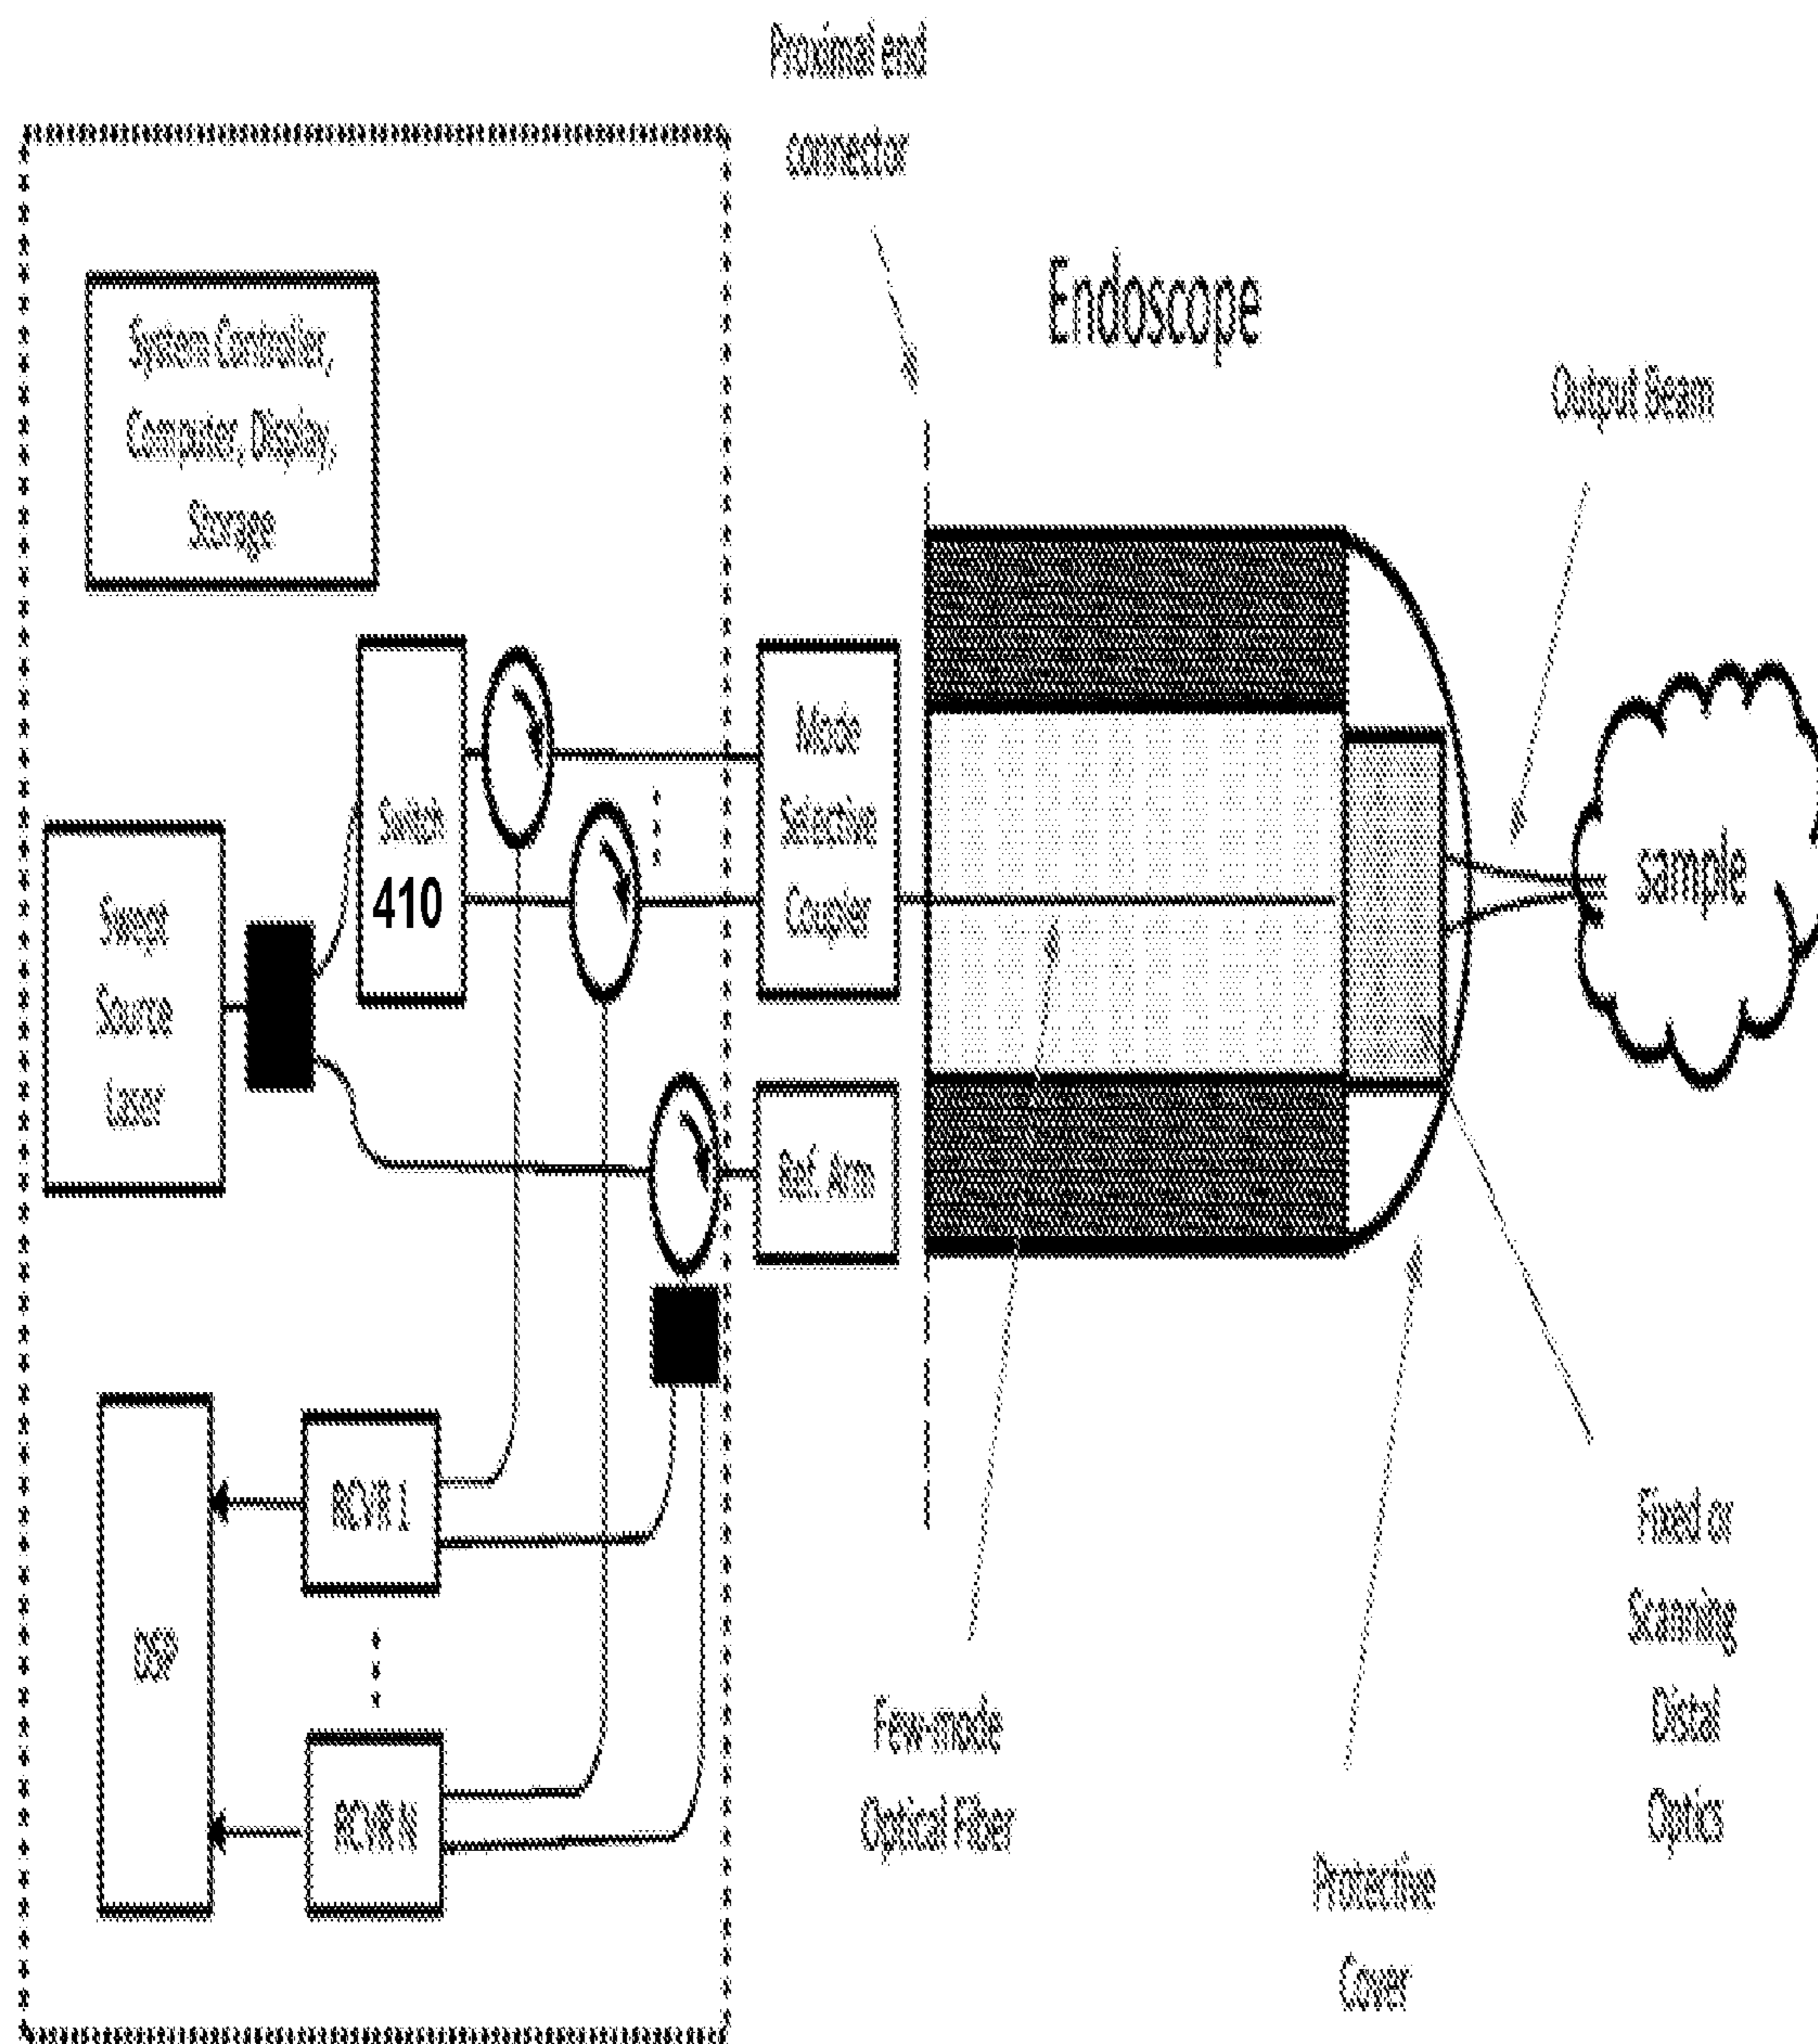 Proximal end
connector
Endoscope
System Controller,
Computer, Display,
Storage
Output Beam
Switch
410
Mode
Selective
Coupler
sample
Swept
Source
Laser
Ref. Arm
RCVR 1
DSP
RCVR N
Few-mode
Optical Fiber
Fixed or
Scanning
Distal
Optics
Protective
Cover